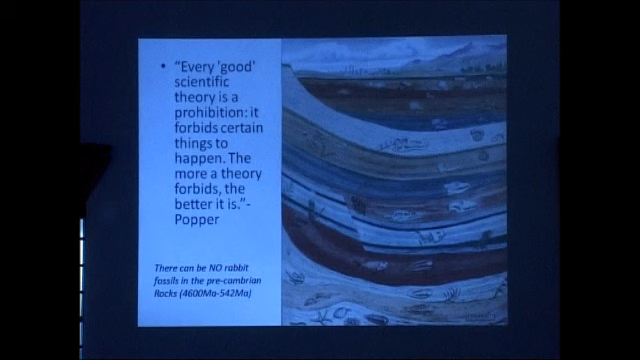 • “Every 'good'
scientific
theory is a
prohibition: it
forbids certain
things to
happen. The
more a theory
forbids, the
better it is.”-
Popper
There can be NO rabbit
fossils in the pre-cambrian
Rocks (4600Ma-542Ma)